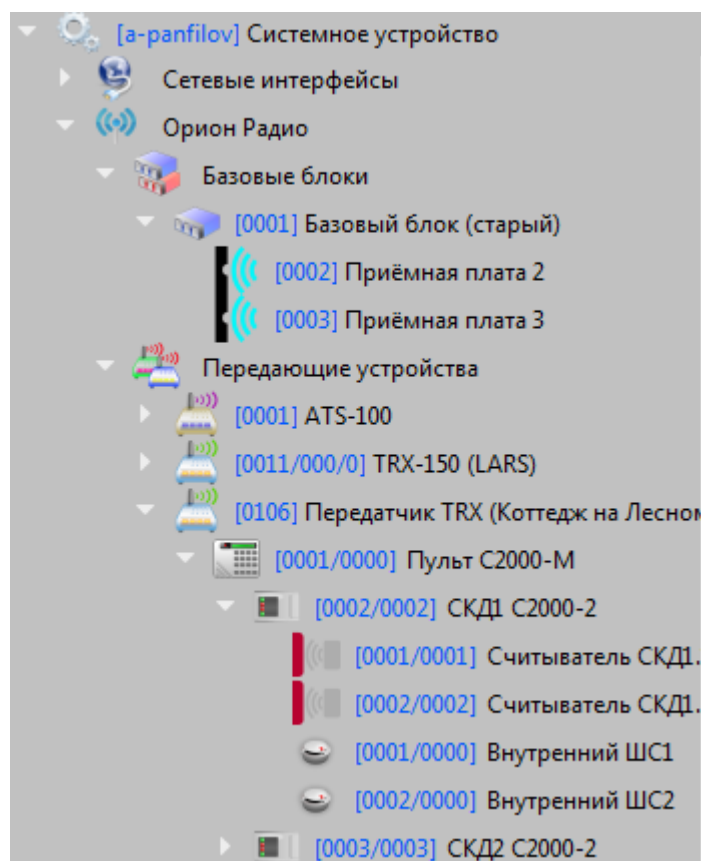 [a-panfilov] Системное устройство
Сетевые интерфейсы
Орион Радио
Базовые блоки
[0001] Базовый блок (старый)
[0002] Приёмная плата 2
[0003] Приёмная плата 3
Передающие устройства
[0001] ATS-100
[0011/000/0] TRX-150 (LARS)
[0106] Передатчик TRX (Коттедж на Лесном
[0001/0000] Пульт С2000-М
[0002/0002] СКД1 С2000-2
[0001/0001] Считыватель СКД1.
[0002/0002] Считыватель СКД1.
[0001/0000] Внутренний ШС1
[0002/0000] Внутренний ШС2
[0003/0003] СКД2 С2000-2